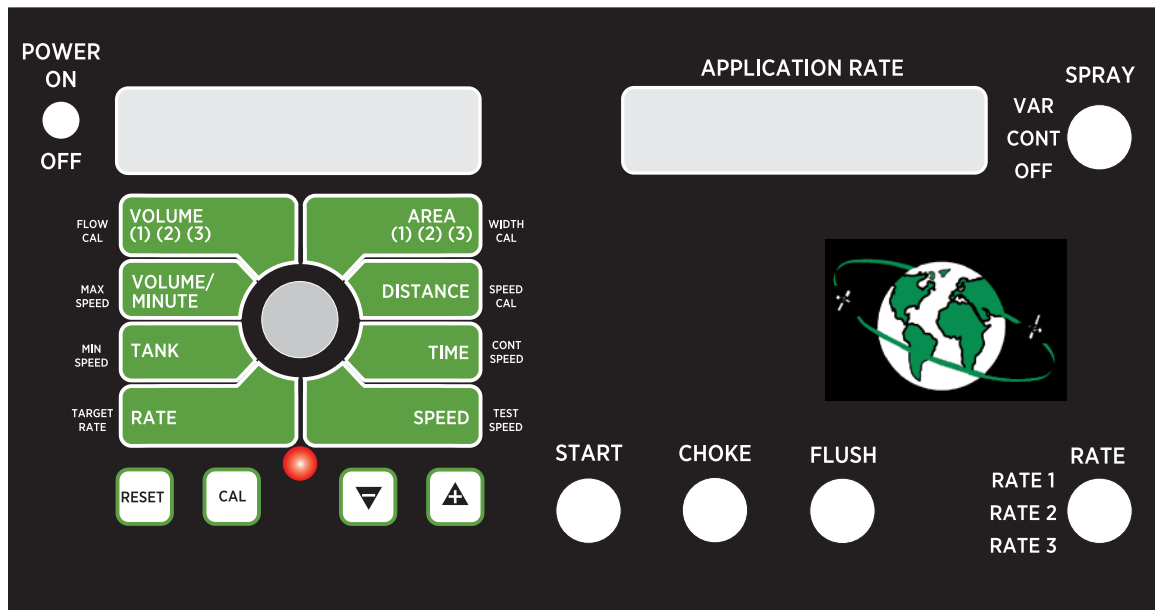 POWER
ON
OFF
APPLICATION RATE
SPRAY
VAR
CONT
OFF
FLOW
CAL
VOLUME
(1) (2) (3)
AREA
(1) (2) (3)
WIDTH
CAL
MAX
SPEED
VOLUME/
MINUTE
DISTANCE
SPEED
CAL
MIN
SPEED
TANK
TIME
CONT
SPEED
TARGET
RATE
RATE
SPEED
TEST
SPEED
RESET
CAL
−
+
START
CHOKE
FLUSH
RATE
RATE 1
RATE 2
RATE 3